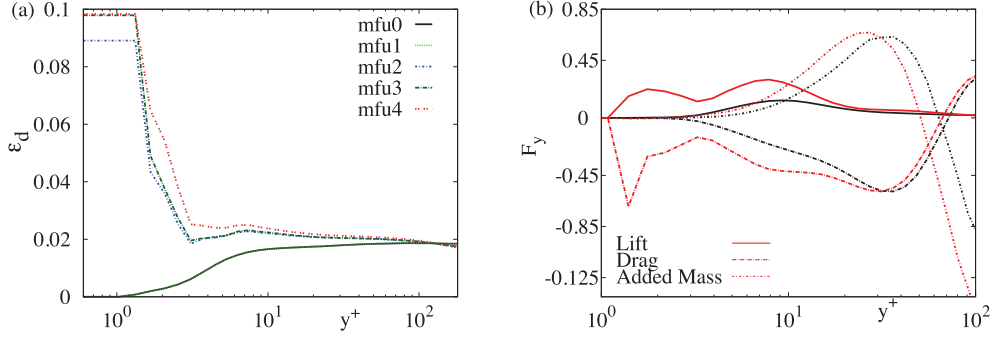 (a)
0.1
0.08
0.06
0.04
0.02
0
ε_d
mfu0
mfu1
mfu2
mfu3
mfu4
10^0
10^1
y^+
10^2
(b)
0.85
0.45
0
-0.45
-0.85
-0.125
F_y
Lift
Drag
Added Mass
10^0
10^1
y^+
10^2